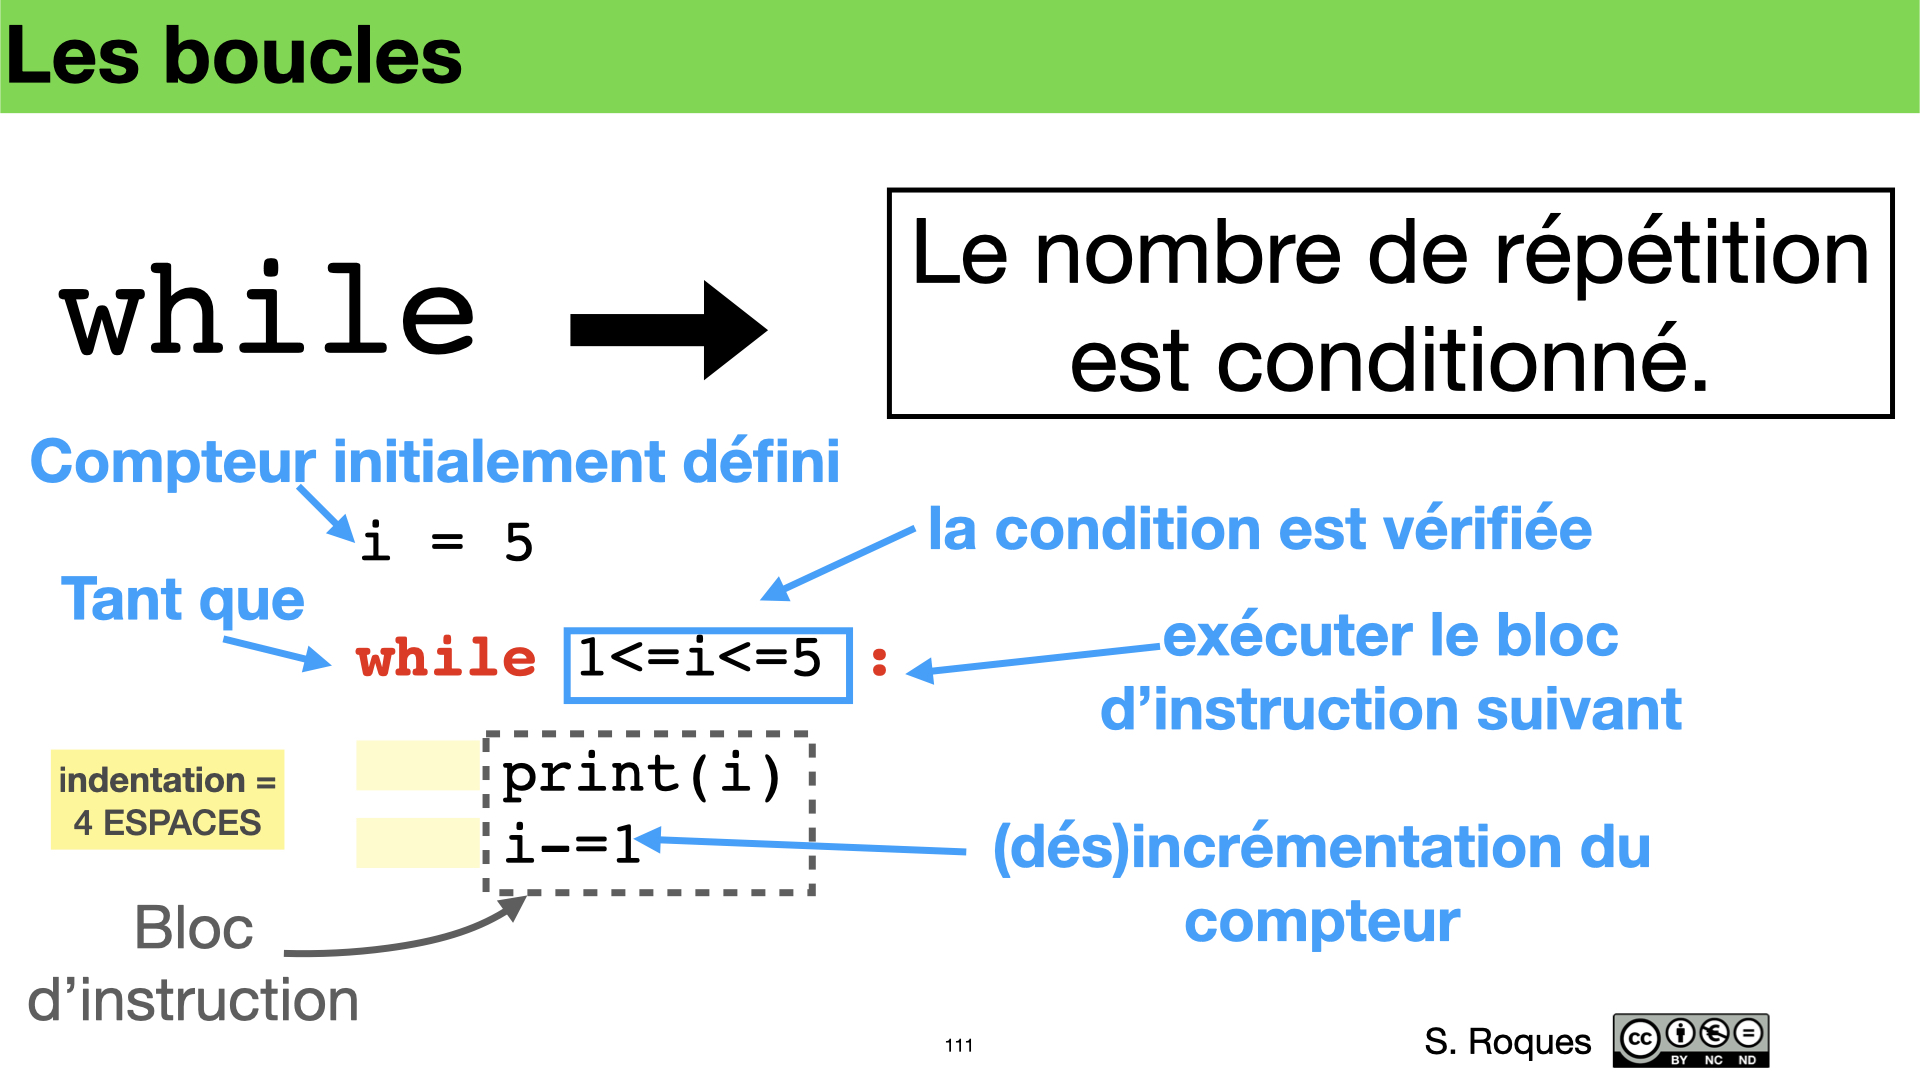 Les boucles
while
Le nombre de répétition
est conditionné.
Compteur initialement défini
i = 5
la condition est vérifiée
Tant que
while 1<=i<=5 :
exécuter le bloc
d’instruction suivant
indentation =
4 ESPACES
print(i)
i-=1
(dés)incrémentation du
compteur
Bloc
d’instruction
111
S. Roques
cc
BY NC ND